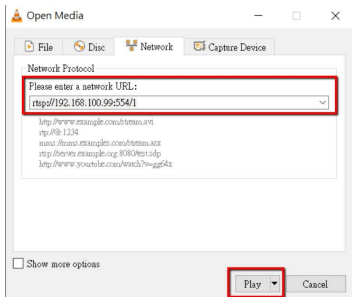 Open Media
File Disc Network Capture Device
Network Protocol
Please enter a network URL:
rtsp://192.168.100.99:554/1
http://www.example.com/stream.avi
rtp://@:1234
mms://mms.examples.com/stream.asx
rtsp://server.example.org:8080/test.sdp
http://www.yourtube.com/watch?v=gg64x
Show more options
Play Cancel